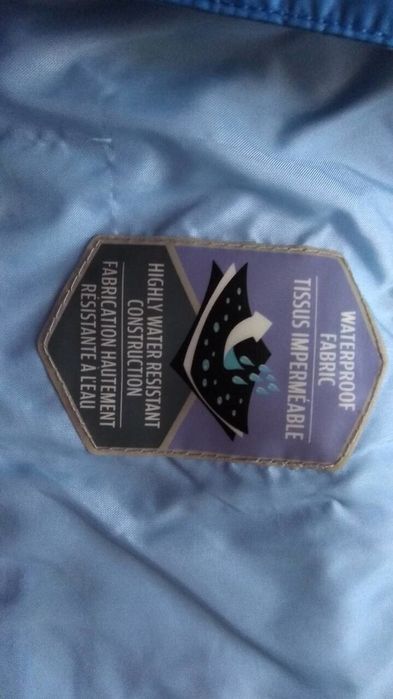 WATERPROOF
FABRIC
TISSUS IMPERMÉABLE
HIGHLY WATER RESISTANT
CONSTRUCTION
FABRICATION HAUTEMENT
RÉSISTANTE À L'EAU